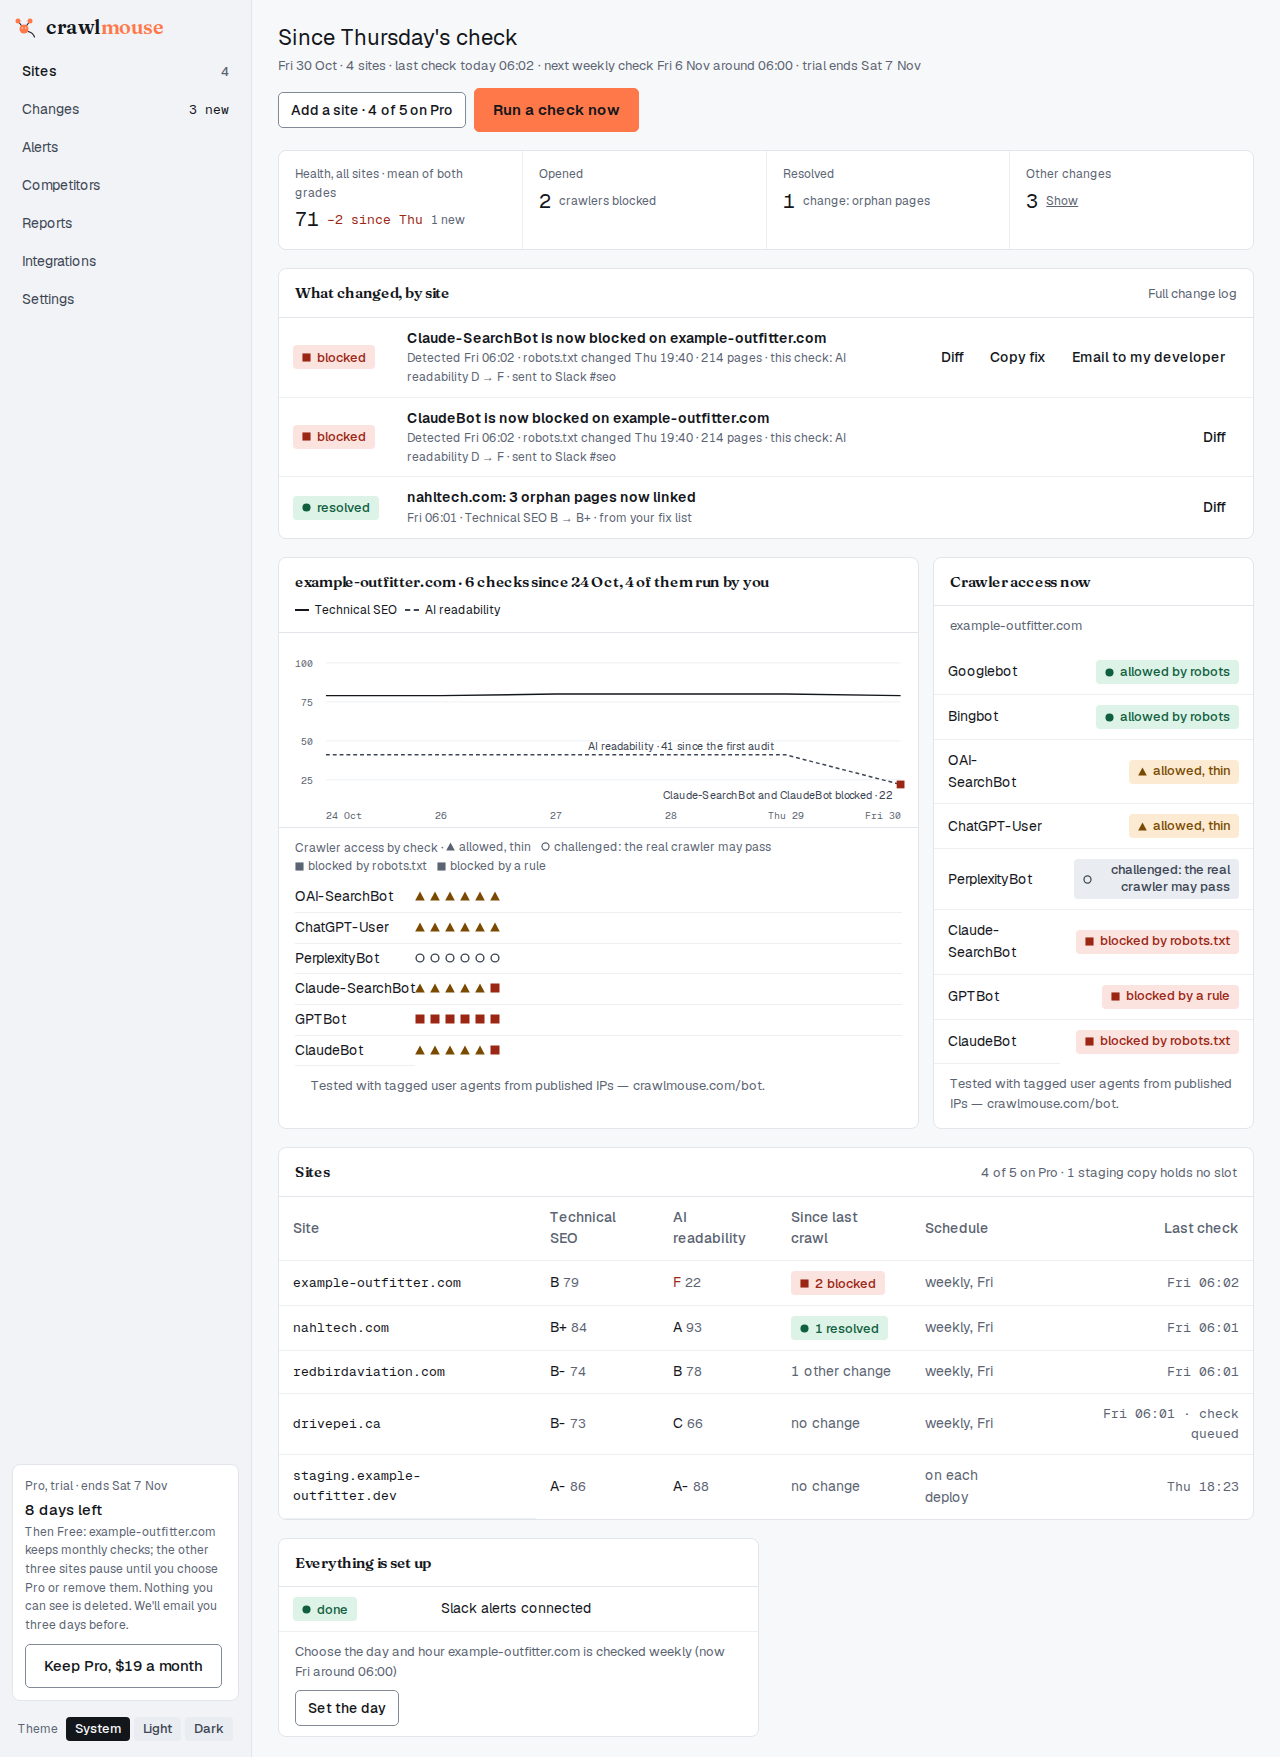 crawlmouse
Sites 4
Changes 3 new
Alerts
Competitors
Reports
Integrations
Settings
Pro, trial · ends Sat 7 Nov
8 days left
Then Free: example-outfitter.com
keeps monthly checks; the other
three sites pause until you choose
Pro or remove them. Nothing you
can see is deleted. We'll email you
three days before.
Keep Pro, $19 a month
Theme System Light Dark
Since Thursday's check
Fri 30 Oct · 4 sites · last check today 06:02 · next weekly check Fri 6 Nov around 06:00 · trial ends Sat 7 Nov
Add a site · 4 of 5 on Pro
Run a check now
Health, all sites · mean of both
grades
71 −2 since Thu 1 new
Opened
2 crawlers blocked
Resolved
1 change: orphan pages
Other changes
3 Show
What changed, by site
Full change log
blocked
Claude-SearchBot is now blocked on example-outfitter.com
Detected Fri 06:02 · robots.txt changed Thu 19:40 · 214 pages · this check: AI
readability D → F · sent to Slack #seo
Diff Copy fix Email to my developer
blocked
ClaudeBot is now blocked on example-outfitter.com
Detected Fri 06:02 · robots.txt changed Thu 19:40 · 214 pages · this check: AI
readability D → F · sent to Slack #seo
Diff
resolved
nahltech.com: 3 orphan pages now linked
Fri 06:01 · Technical SEO B → B+ · from your fix list
Diff
example-outfitter.com · 6 checks since 24 Oct, 4 of them run by you
Technical SEO AI readability
100
75
50
25
AI readability · 41 since the first audit
Claude-SearchBot and ClaudeBot blocked · 22
24 Oct 26 27 28 Thu 29 Fri 30
Crawler access by check · allowed, thin challenged: the real crawler may pass
blocked by robots.txt blocked by a rule
OAI-SearchBot
ChatGPT-User
PerplexityBot
Claude-SearchBot
GPTBot
ClaudeBot
Tested with tagged user agents from published IPs — crawlmouse.com/bot.
Crawler access now
example-outfitter.com
Googlebot allowed by robots
Bingbot allowed by robots
OAI-
SearchBot
allowed, thin
ChatGPT-User allowed, thin
PerplexityBot
challenged: the real
crawler may pass
Claude-
SearchBot
blocked by robots.txt
GPTBot blocked by a rule
ClaudeBot blocked by robots.txt
Tested with tagged user agents from published
IPs — crawlmouse.com/bot.
Sites
4 of 5 on Pro · 1 staging copy holds no slot
Site
Technical
SEO
AI
readability
Since last
crawl
Schedule
Last check
example-outfitter.com B 79 F 22 2 blocked weekly, Fri Fri 06:02
nahltech.com B+ 84 A 93 1 resolved weekly, Fri Fri 06:01
redbirdaviation.com B- 74 B 78 1 other change weekly, Fri Fri 06:01
drivepei.ca B- 73 C 66 no change weekly, Fri
Fri 06:01 · check
queued
staging.example-
outfitter.dev
A- 86 A- 88 no change
on each
deploy
Thu 18:23
Everything is set up
done Slack alerts connected
Choose the day and hour example-outfitter.com is checked weekly (now
Fri around 06:00)
Set the day